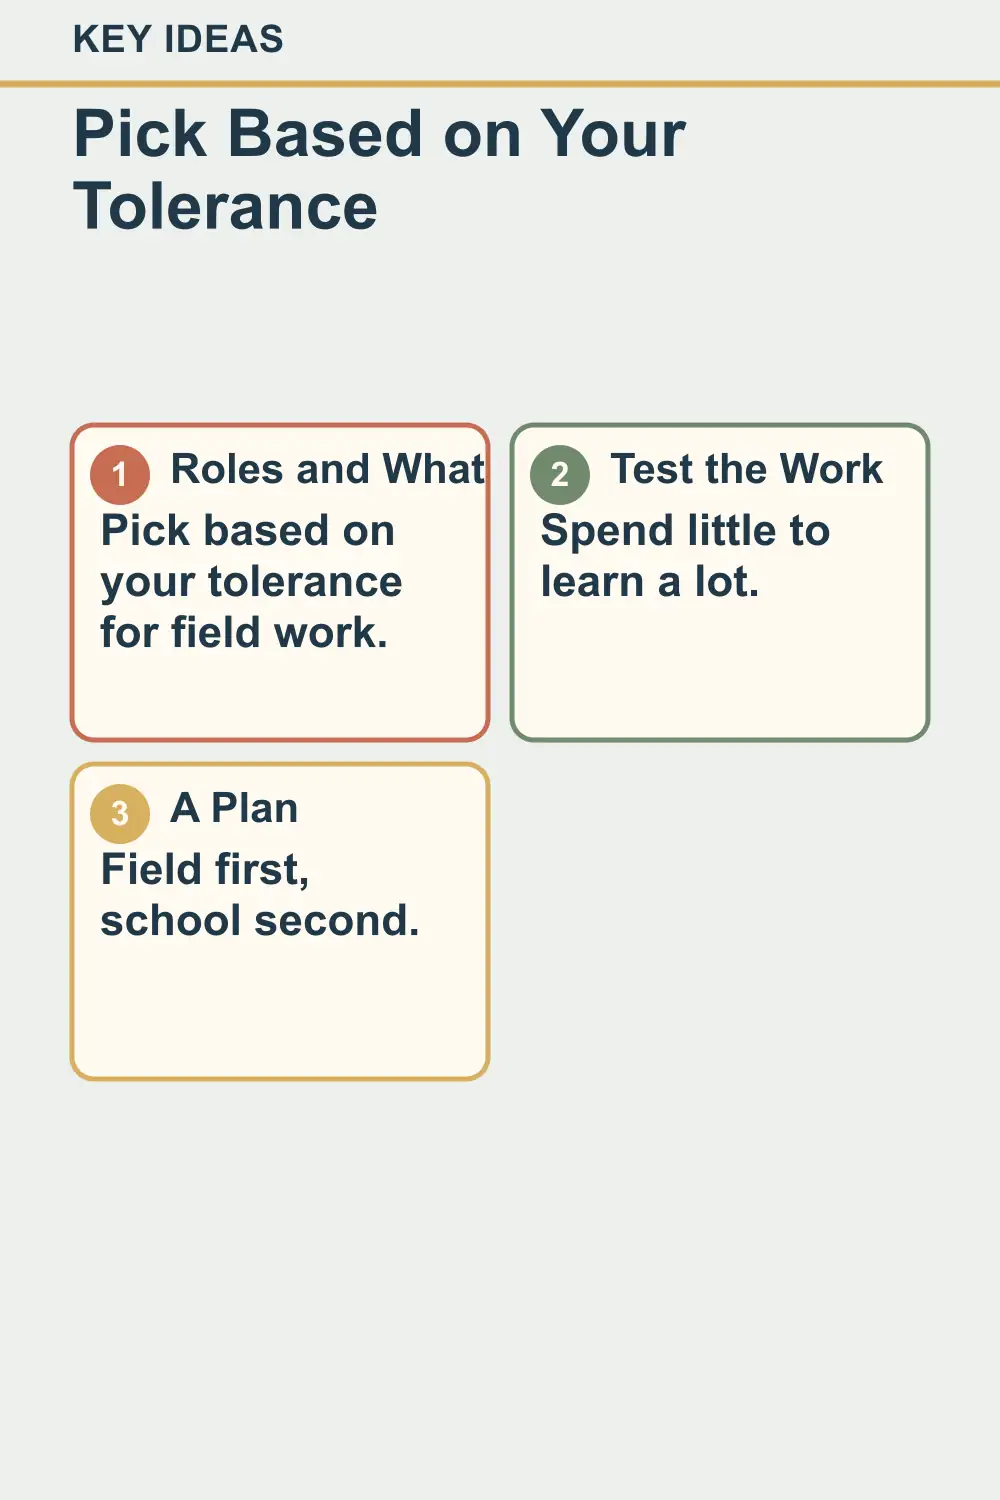 KEY IDEAS
Pick Based on Your
Tolerance
1
Roles and What
Pick based on
your tolerance
for field work.
2
Test the Work
Spend little to
learn a lot.
3
A Plan
Field first,
school second.